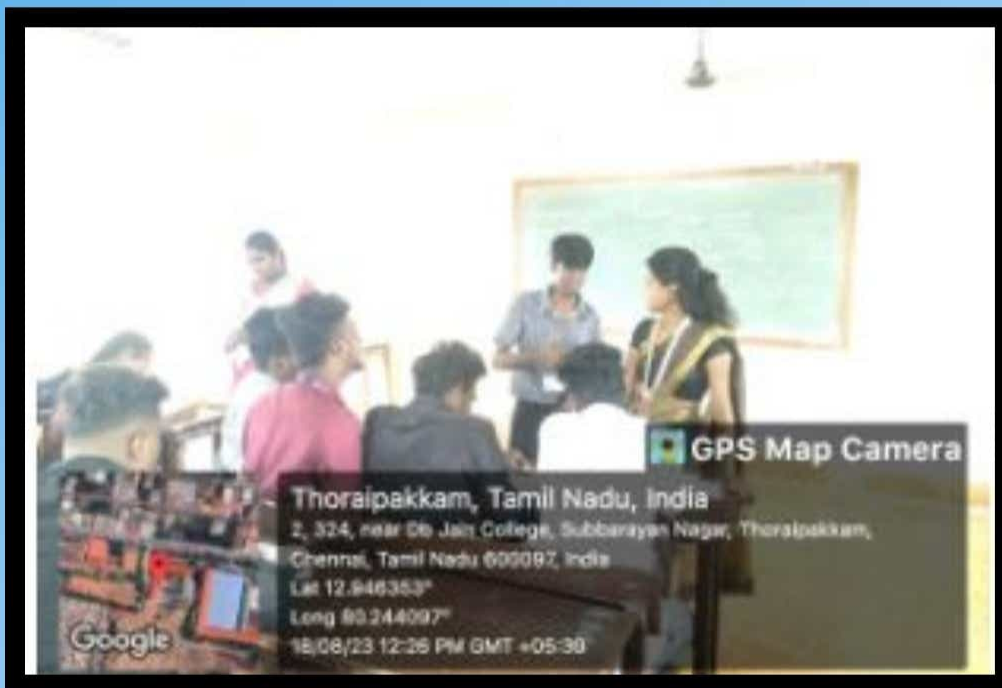 GPS Map Camera
Thoraipakkam, Tamil Nadu, India
2, 324, near Db Jain College, Subbarayan Nagar, Thoraipakkam,
Chennai, Tamil Nadu 600097, India
Lat 12.946353°
Long 80.244097°
18/08/23 12:26 PM GMT +05:30
Google